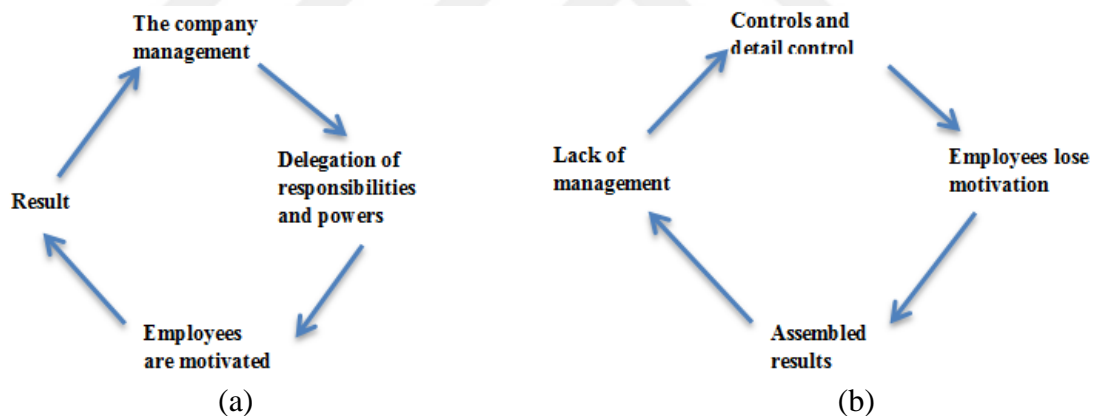 The company
management
Delegation of
responsibilities
and powers
Employees
are motivated
Result
(a)
Controls and
detail control
Employees lose
motivation
Assembled
results
Lack of
management
(b)